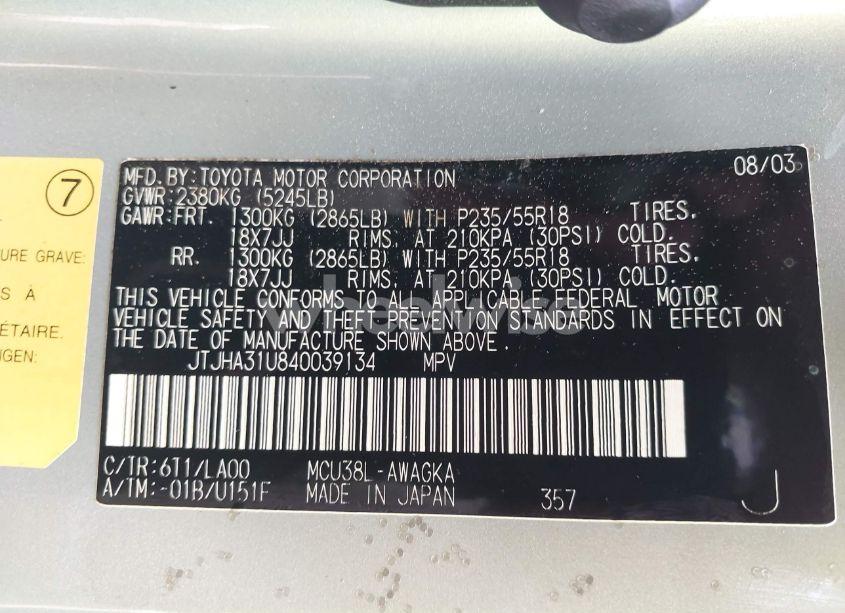 7
URE GRAVE:
S À
ÉTAIRE.
GEN:
MFD. BY: TOYOTA MOTOR CORPORATION 08/03
GVWR: 2380KG (5245LB)
GAWR: FRT. 1300KG (2865LB) WITH P235/55R18 TIRES.
18X7JJ RIMS, AT 210KPA (30PSI) COLD.
RR. 1300KG (2865LB) WITH P235/55R18 TIRES.
18X7JJ RIMS, AT 210KPA (30PSI) COLD.
THIS VEHICLE CONFORMS TO ALL APPLICABLE FEDERAL MOTOR
VEHICLE SAFETY AND THEFT PREVENTION STANDARDS IN EFFECT ON
THE DATE OF MANUFACTURE SHOWN ABOVE.
JTJHA31U840039134 MPV
C/TR: 6T1/LA00 MCU38L-AWAGKA
A/TM: -01B/U151F MADE IN JAPAN 357 J